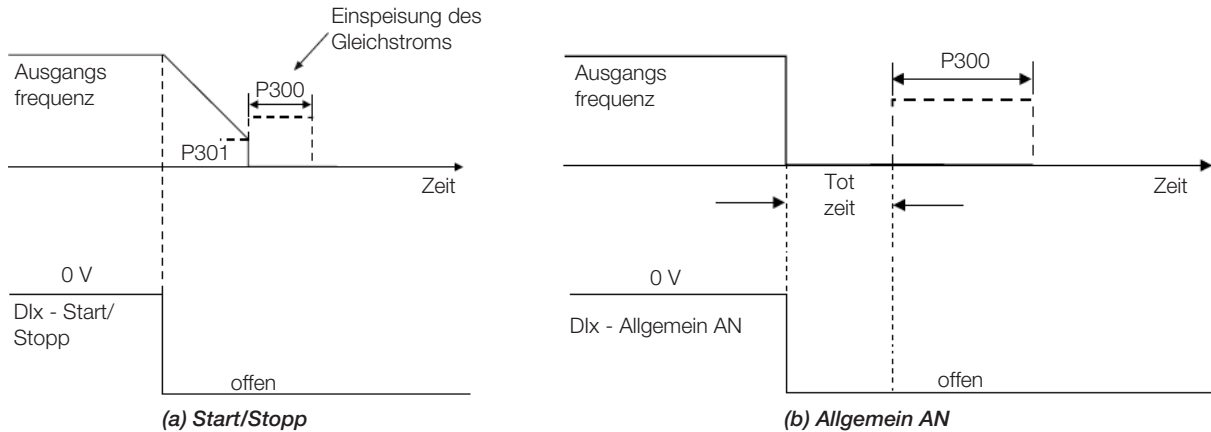 Einspeisung des
Gleichstroms
Ausgangs
frequenz
P300
P301
Zeit
0 V
DIx - Start/
Stopp
offen
(a) Start/Stopp
P300
Ausgangs
frequenz
Tot
zeit
Zeit
0 V
DIx - Allgemein AN
offen
(b) Allgemein AN